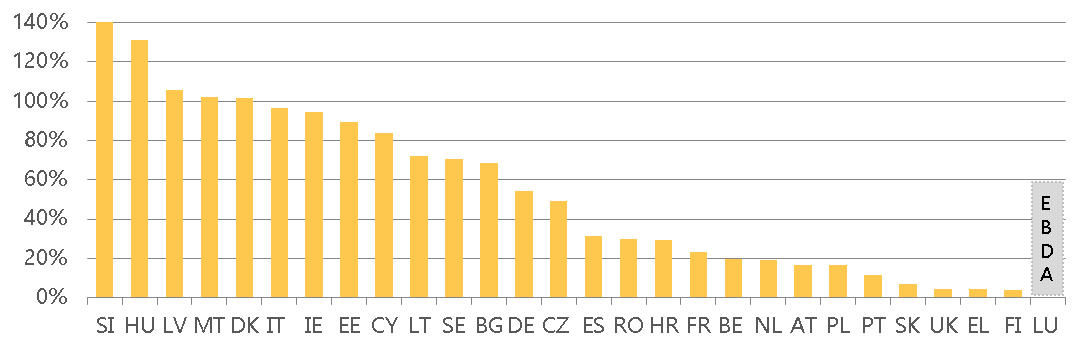 140%
120%
100%
80%
60%
40%
20%
0%
E
B
D
A
SI HU LV MT DK IT IE EE CY LT SE BG DE CZ ES RO HR FR BE NL AT PL PT SK UK EL FI LU